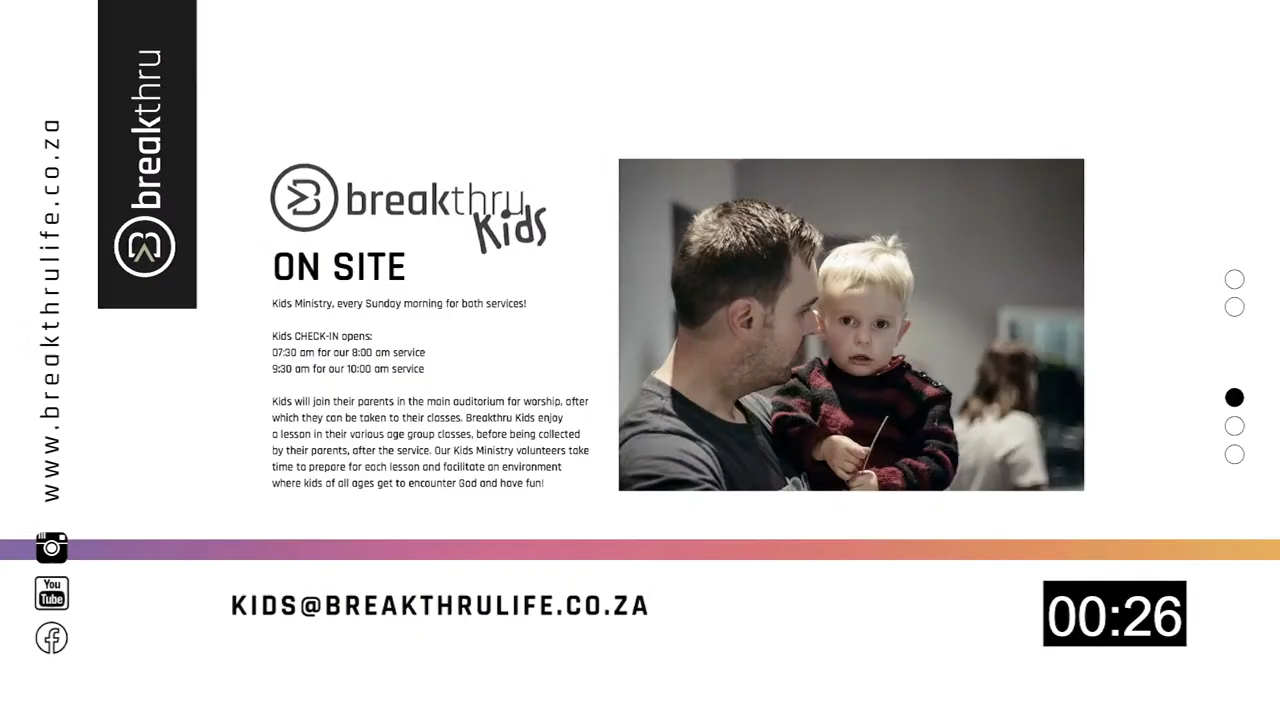 www.breakthrulife.co.za
breakthru
breakthru
Kids
ON SITE
Kids Ministry, every Sunday morning for both services!
Kids CHECK-IN opens:
07:30 am for our 8:00 am service
9:30 am for our 10:00 am service
Kids will join their parents in the main auditorium for worship, after
which they can be taken to their classes. Breakthru Kids enjoy
a lesson in their various age group classes, before being collected
by their parents, after the service. Our Kids Ministry volunteers take
time to prepare for each lesson and facilitate an environment
where kids of all ages get to encounter God and have fun!
You
Tube
KIDS@BREAKTHRULIFE.CO.ZA
00:26